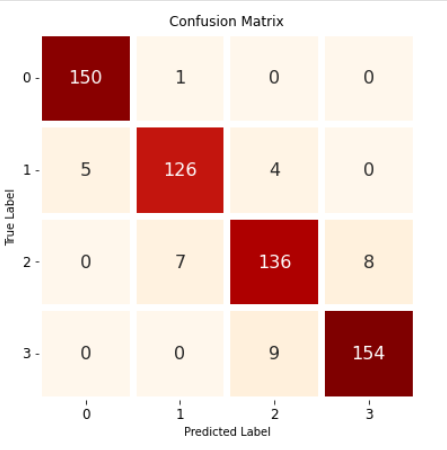 Confusion Matrix
0 150 1 0 0
1 5 126 4 0
2 0 7 136 8
3 0 0 9 154
True Label
0 1 2 3
Predicted Label